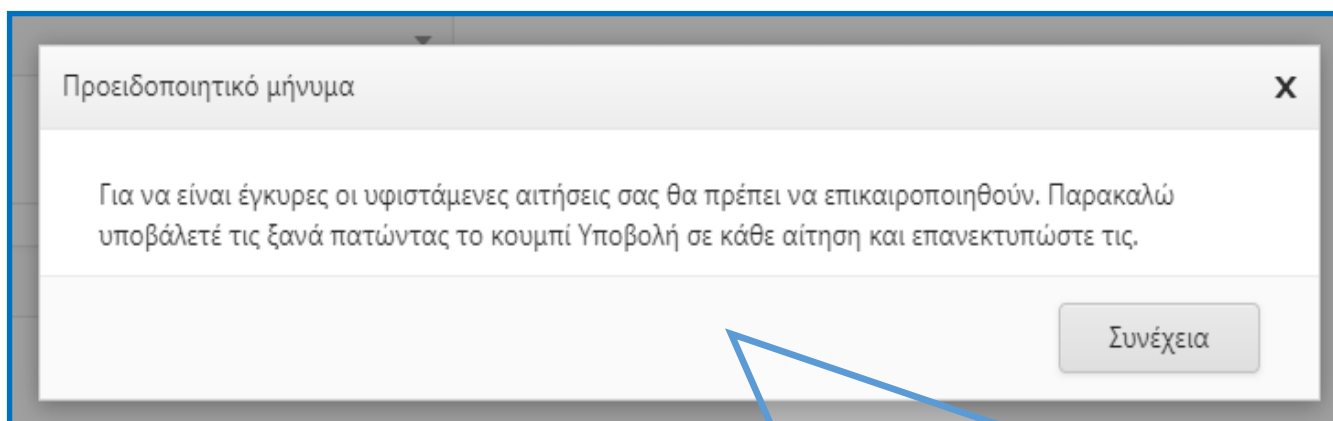 Προειδοποιητικό μήνυμα
X
Για να είναι έγκυρες οι υφιστάμενες αιτήσεις σας θα πρέπει να επικαιροποιηθούν. Παρακαλώ
υποβάλετέ τις ξανά πατώντας το κουμπί Υποβολή σε κάθε αίτηση και επανεκτυπώστε τις.
Συνέχεια